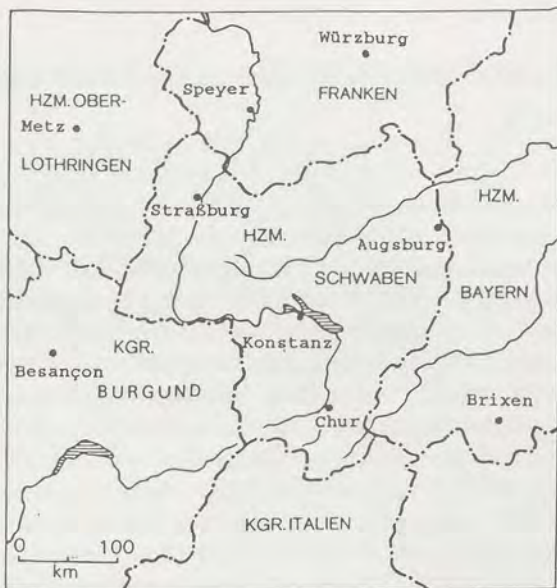 Würzburg
Speyer
FRANKEN
HZM. OBER-
Metz
LOTHRINGEN
Straßburg
HZM.
HZM.
Augsburg
SCHWABEN
BAYERN
Konstanz
KGR.
Besançon
BURGUND
Brixen
Chur
KGR. ITALIEN
0 100
km